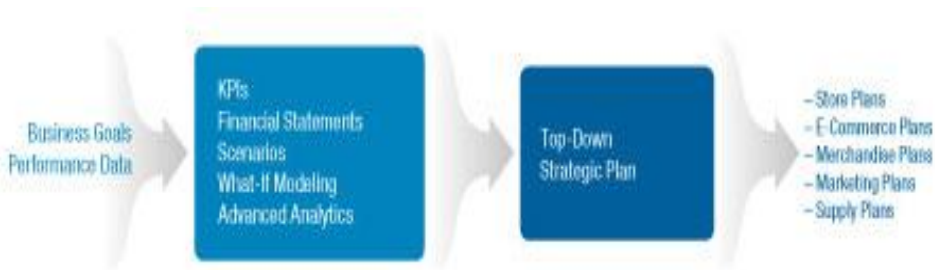 Business Goals
Performance Data
KPIs
Financial Statements
Scenarios
What-If Modeling
Advanced Analytics
Top-Down
Strategic Plan
– Store Plans
– E-Commerce Plans
– Merchandise Plans
– Marketing Plans
– Supply Plans